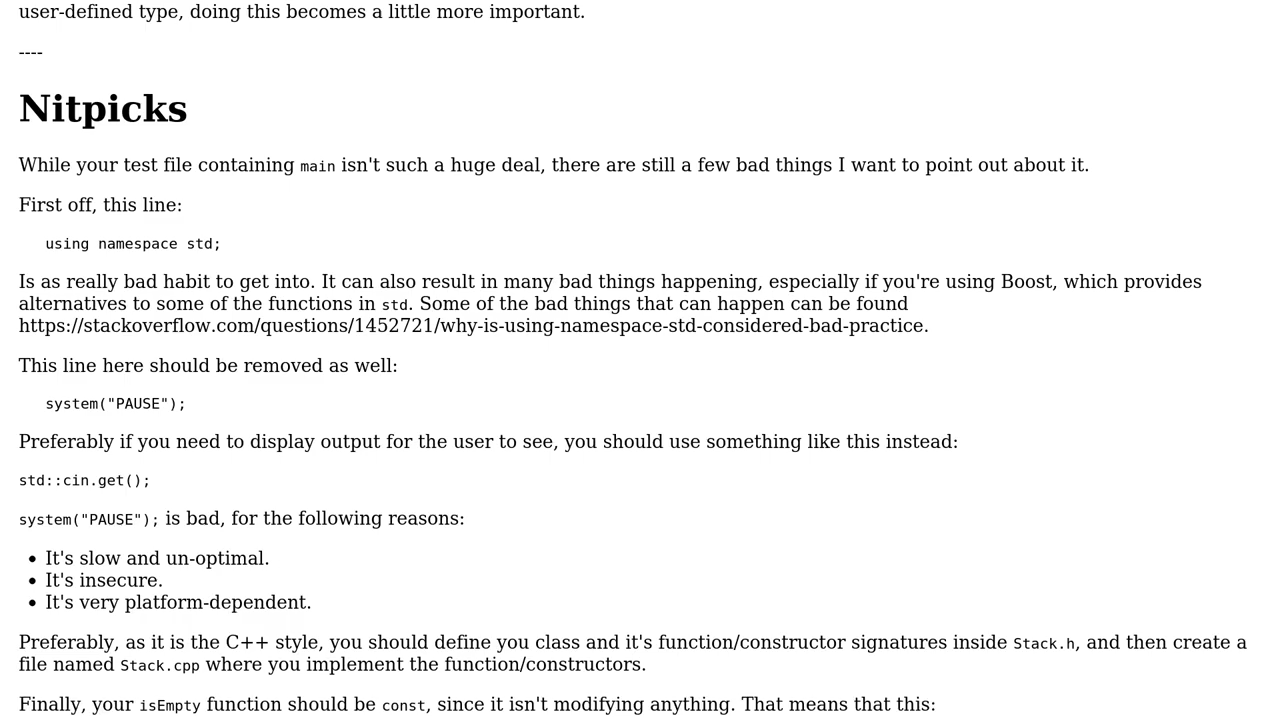 user-defined type, doing this becomes a little more important.
----
Nitpicks
While your test file containing main isn't such a huge deal, there are still a few bad things I want to point out about it.
First off, this line:
using namespace std;
Is as really bad habit to get into. It can also result in many bad things happening, especially if you're using Boost, which provides
alternatives to some of the functions in std. Some of the bad things that can happen can be found
https://stackoverflow.com/questions/1452721/why-is-using-namespace-std-considered-bad-practice.
This line here should be removed as well:
system("PAUSE");
Preferably if you need to display output for the user to see, you should use something like this instead:
std::cin.get();
system("PAUSE"); is bad, for the following reasons:
• It's slow and un-optimal.
• It's insecure.
• It's very platform-dependent.
Preferably, as it is the C++ style, you should define you class and it's function/constructor signatures inside Stack.h, and then create a
file named Stack.cpp where you implement the function/constructors.
Finally, your isEmpty function should be const, since it isn't modifying anything. That means that this: